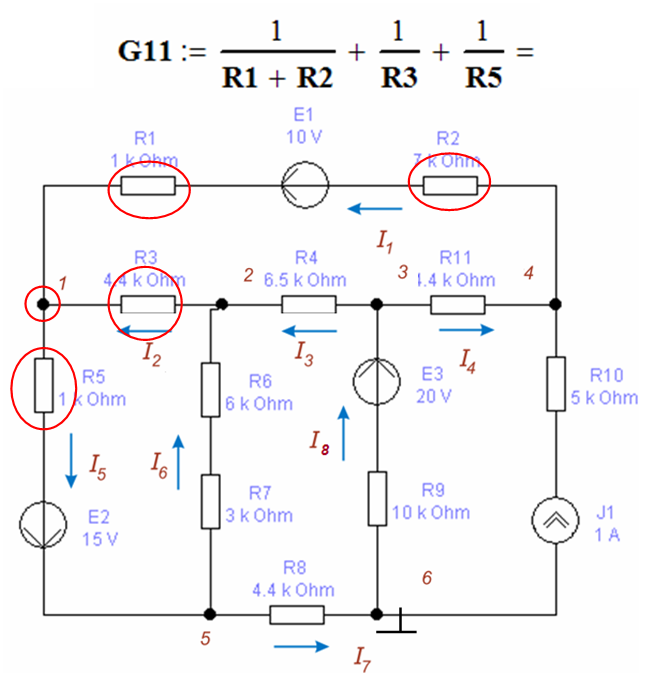 G11 := 1/(R1 + R2) + 1/R3 + 1/R5 =
E1
10 V
R1
1 k Ohm
R2
7 k Ohm
I1
R3
4.4 k Ohm
R4
6.5 k Ohm
R11
4.4 k Ohm
1
2
3
4
I2
I3
I4
R5
1 k Ohm
R6
6 k Ohm
E3
20 V
R10
5 k Ohm
I5
I6
I8
R7
3 k Ohm
R9
10 k Ohm
E2
15 V
J1
1 A
R8
4.4 k Ohm
5
6
I7